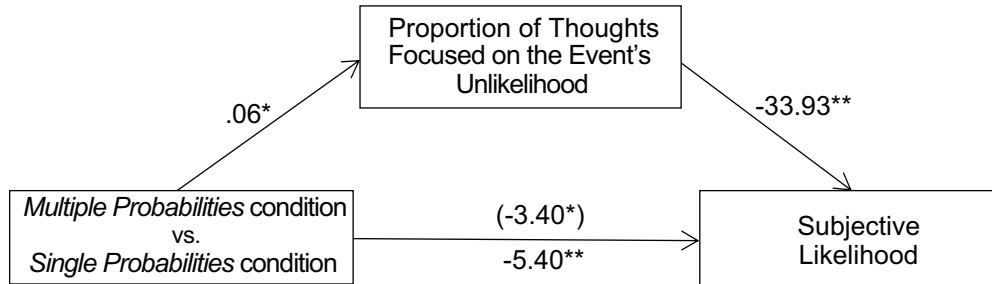 Proportion of Thoughts
Focused on the Event's
Unlikelihood
.06*
-33.93**
Multiple Probabilities condition
vs.
Single Probabilities condition
(-3.40*)
-5.40**
Subjective
Likelihood